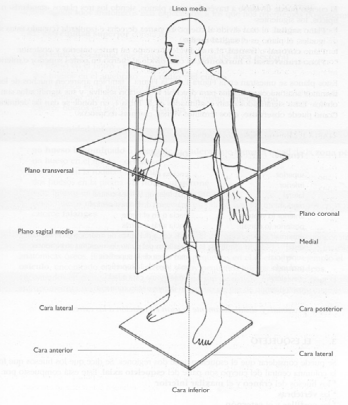 Línea media
Plano transversal
Plano coronal
Plano sagital medio
Medial
Cara lateral
Cara posterior
Cara anterior
Cara lateral
Cara inferior